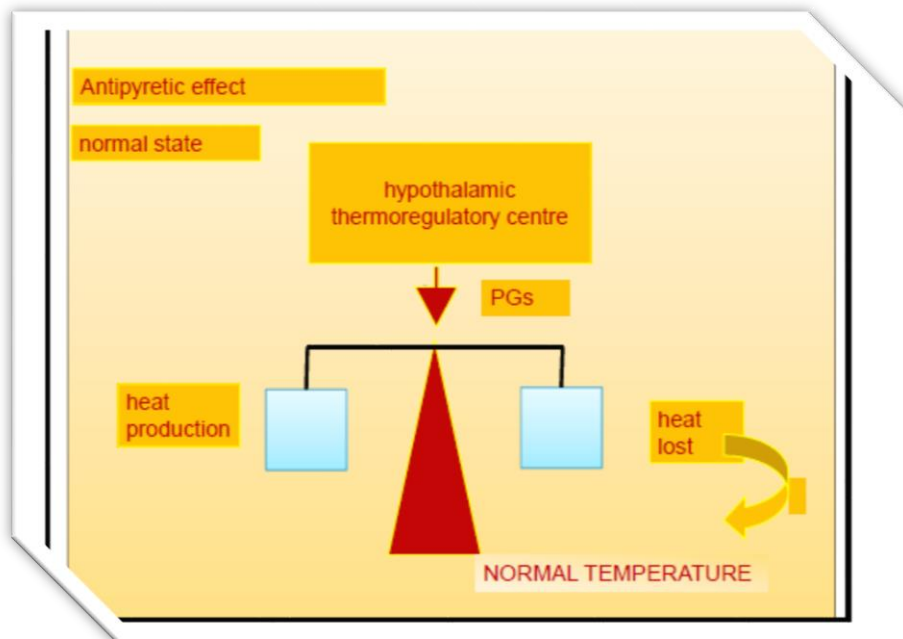 Antipyretic effect
normal state
hypothalamic
thermoregulatory centre
PGs
heat
production
heat
lost
NORMAL TEMPERATURE